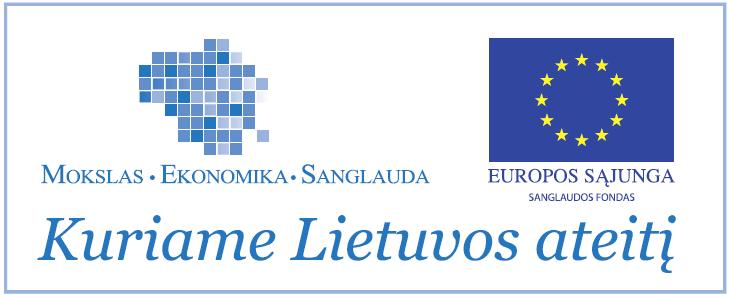 MOKSLAS • EKONOMIKA • SANGLAUDA
EUROPOS SĄJUNGA
SANGLAUDOS FONDAS
Kuriame Lietuvos ateitį